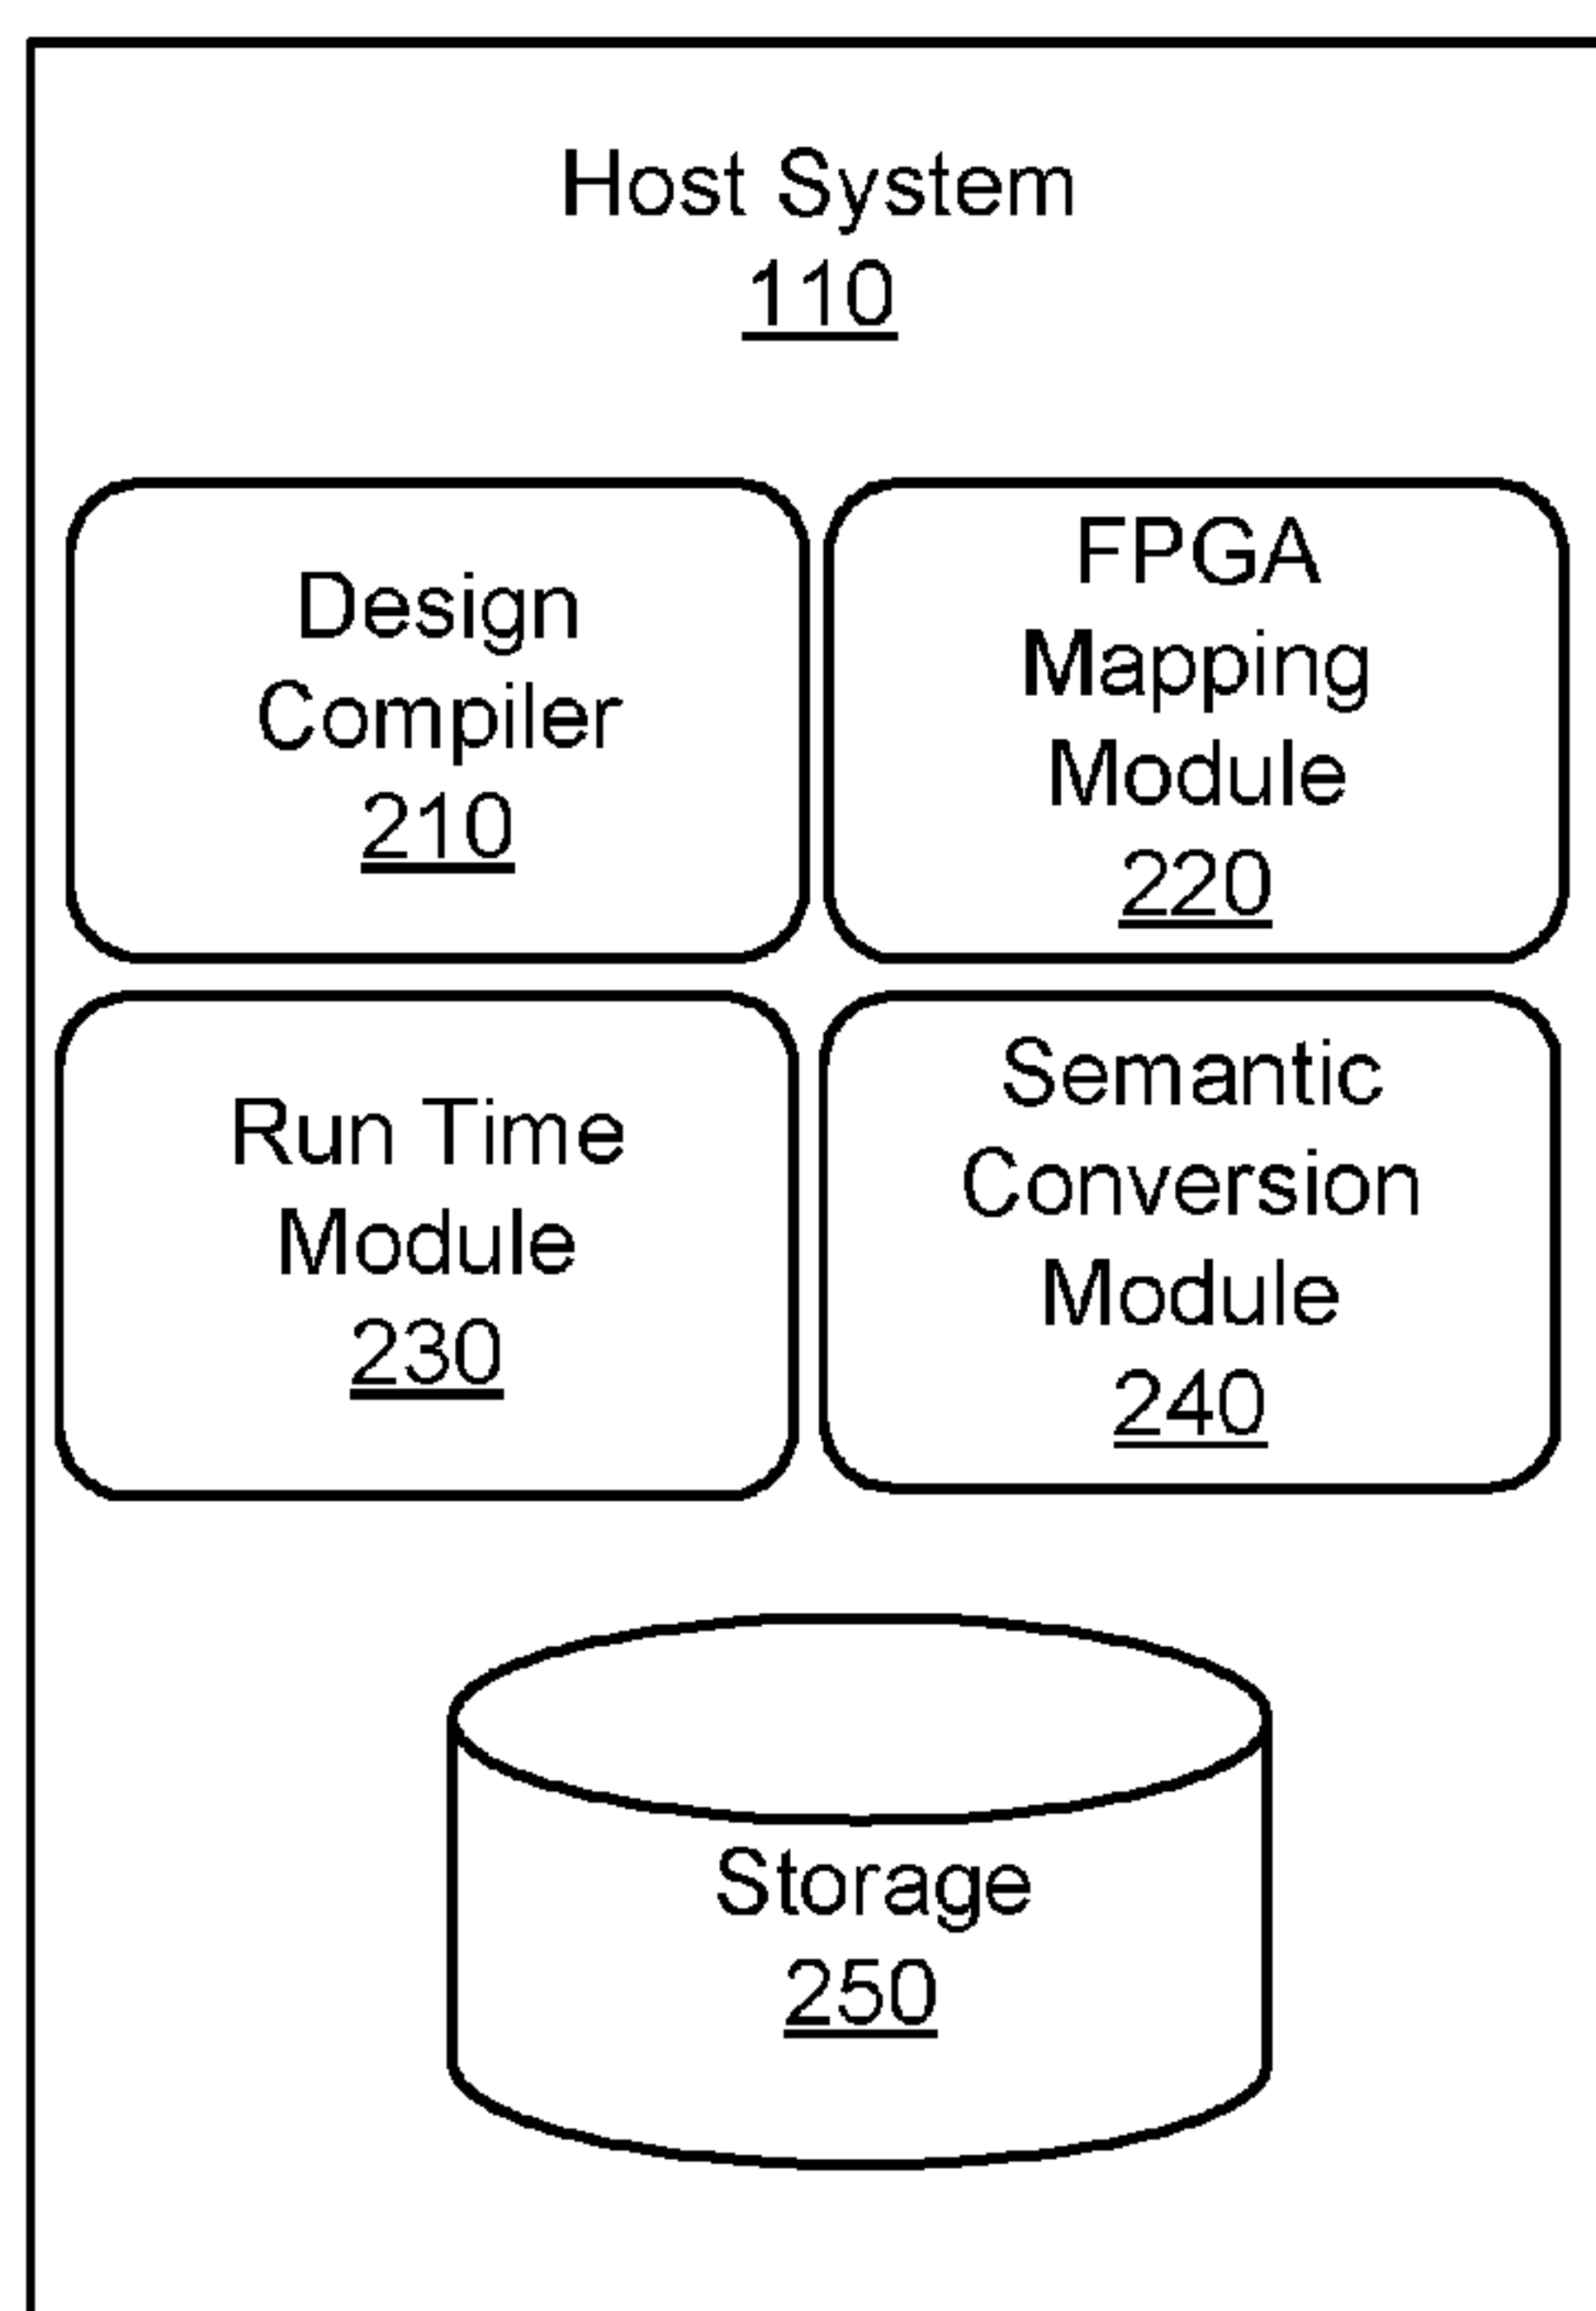 Host System
110
Design
Compiler
210
FPGA
Mapping
Module
220
Run Time
Module
230
Semantic
Conversion
Module
240
Storage
250